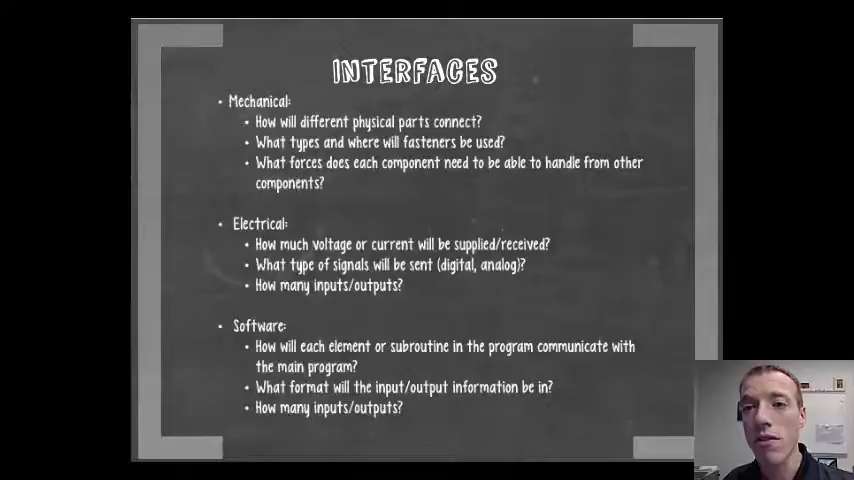 INTERFACES
• Mechanical:
• How will different physical parts connect?
• What types and where will fasteners be used?
• What forces does each component need to be able to handle from other
components?
• Electrical:
• How much voltage or current will be supplied/received?
• What type of signals will be sent (digital, analog)?
• How many inputs/outputs?
• Software:
• How will each element or subroutine in the program communicate with
the main program?
• What format will the input/output information be in?
• How many inputs/outputs?